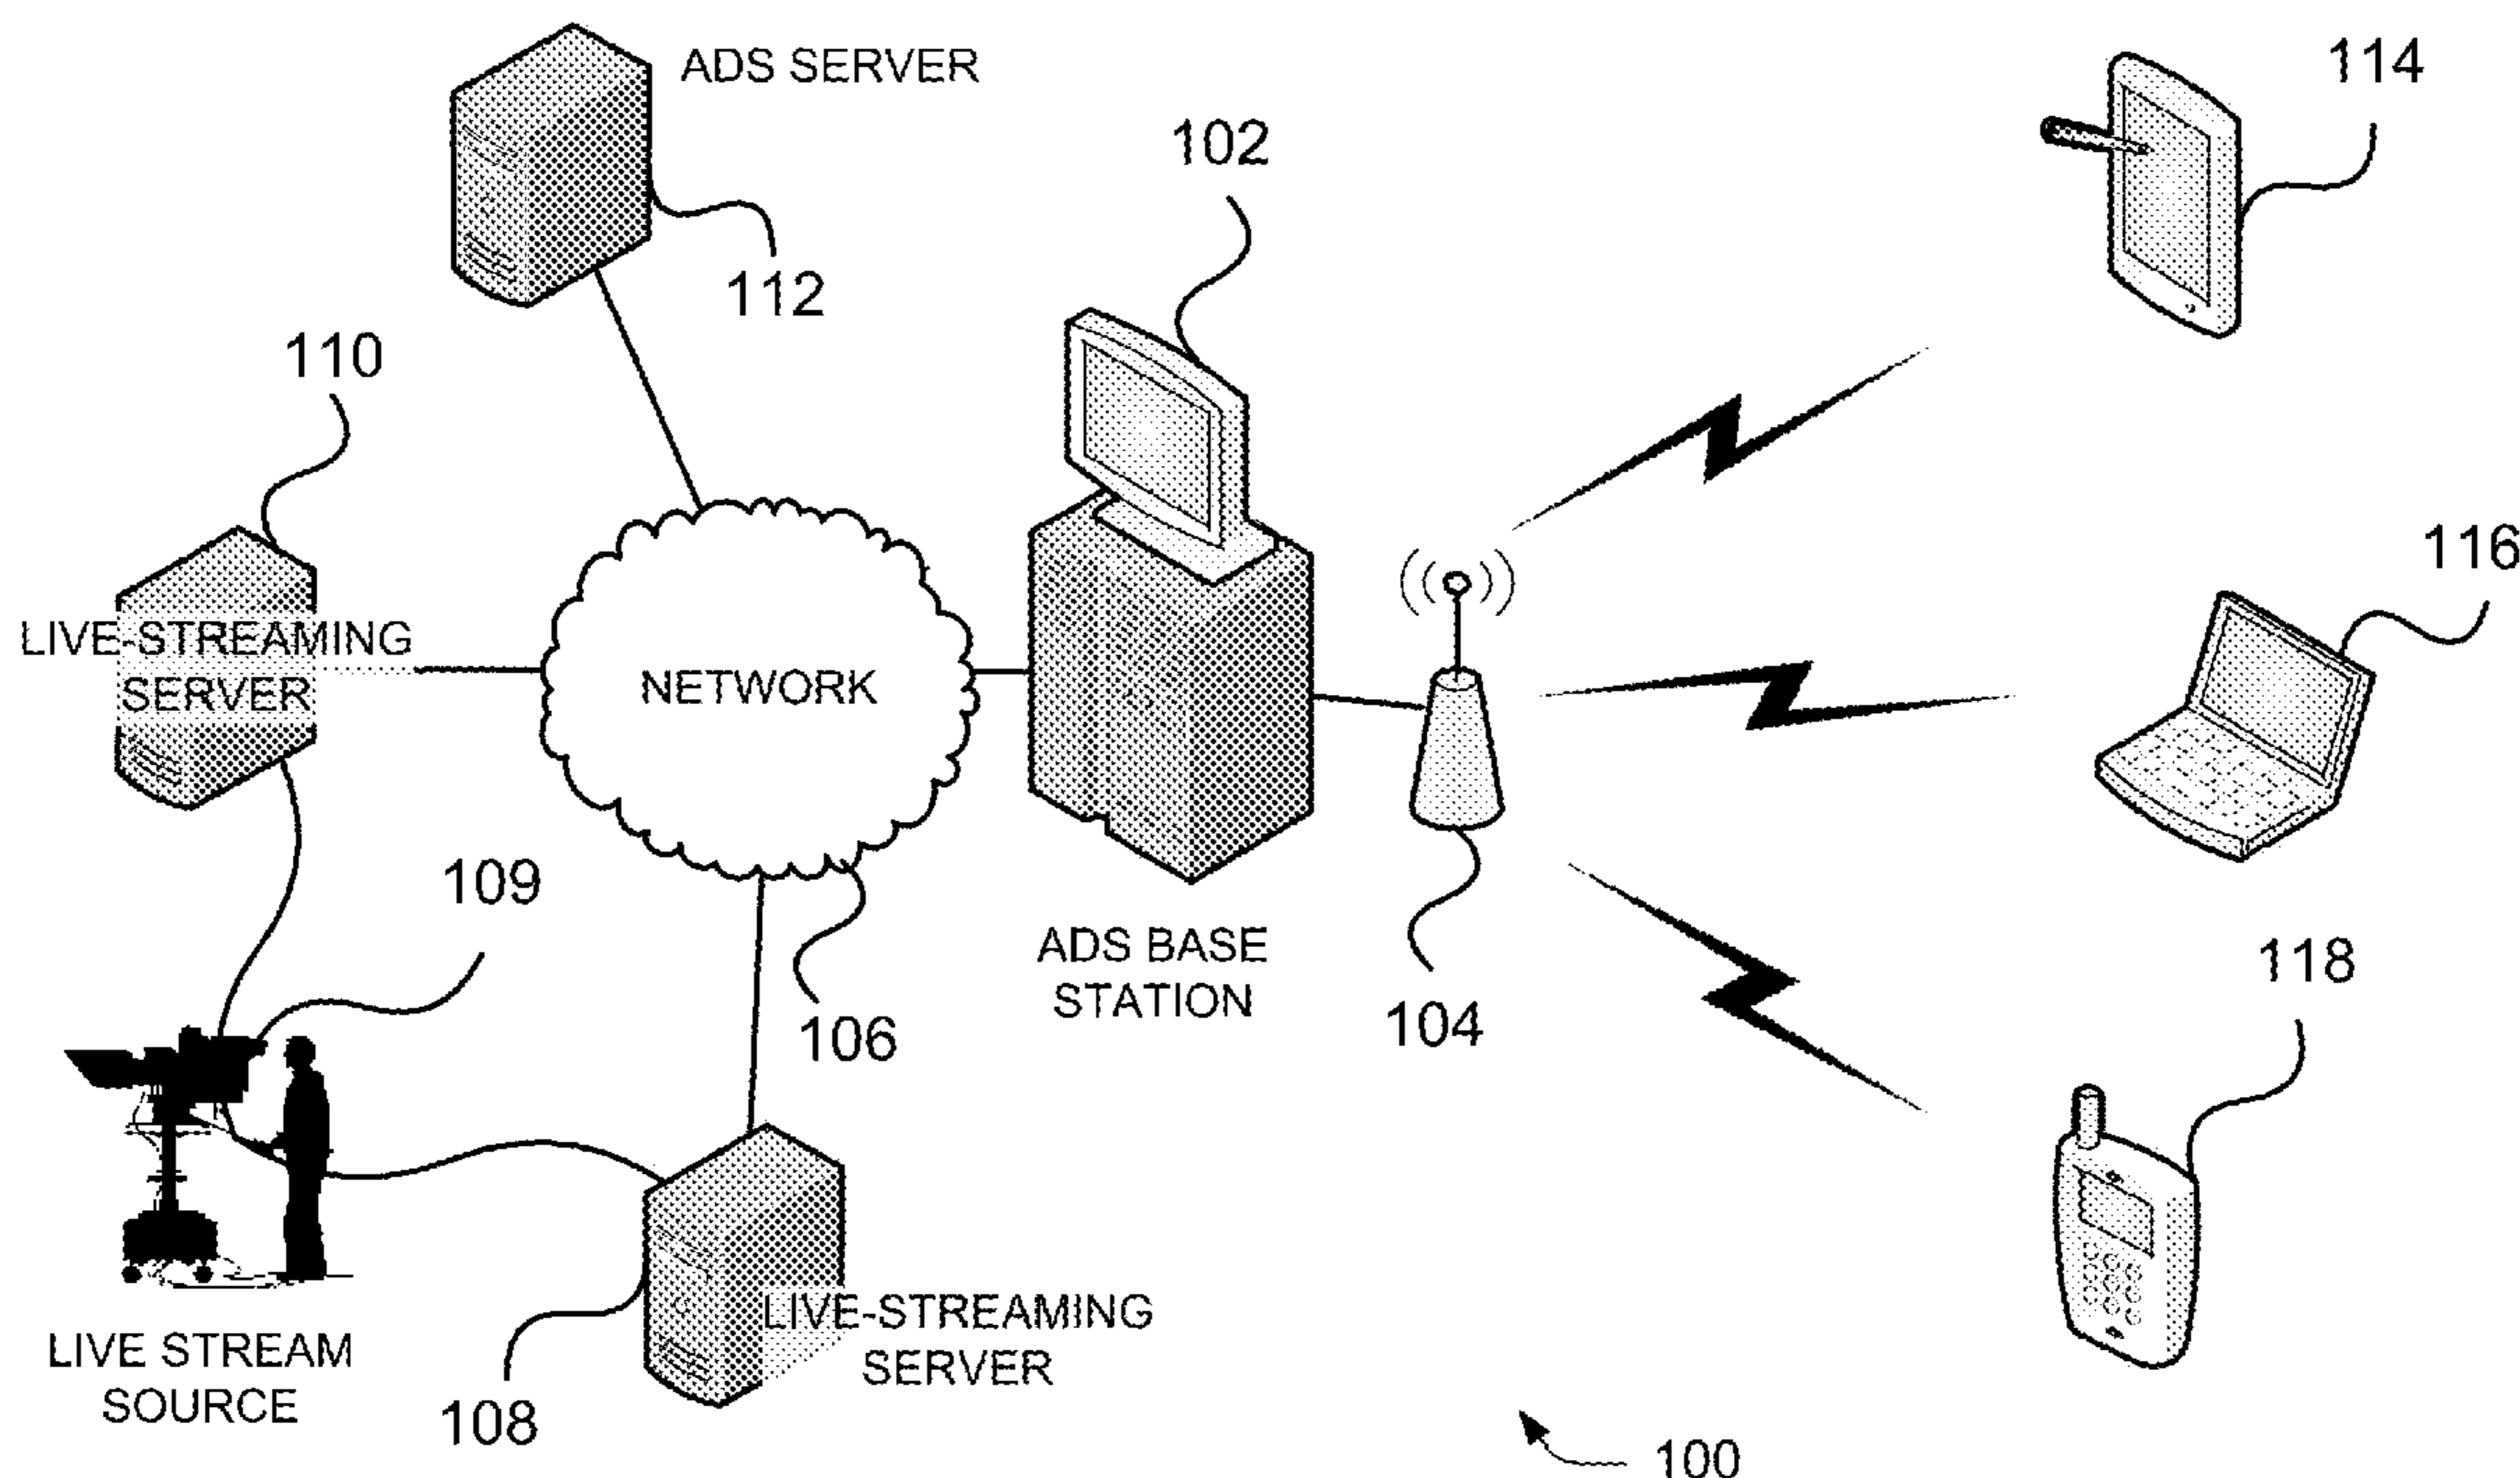 ADS SERVER
114
102
112
110
116
LIVE-STREAMING
SERVER
NETWORK
109
ADS BASE
STATION
118
106
104
LIVE STREAM
SOURCE
LIVE-STREAMING
SERVER
108
100